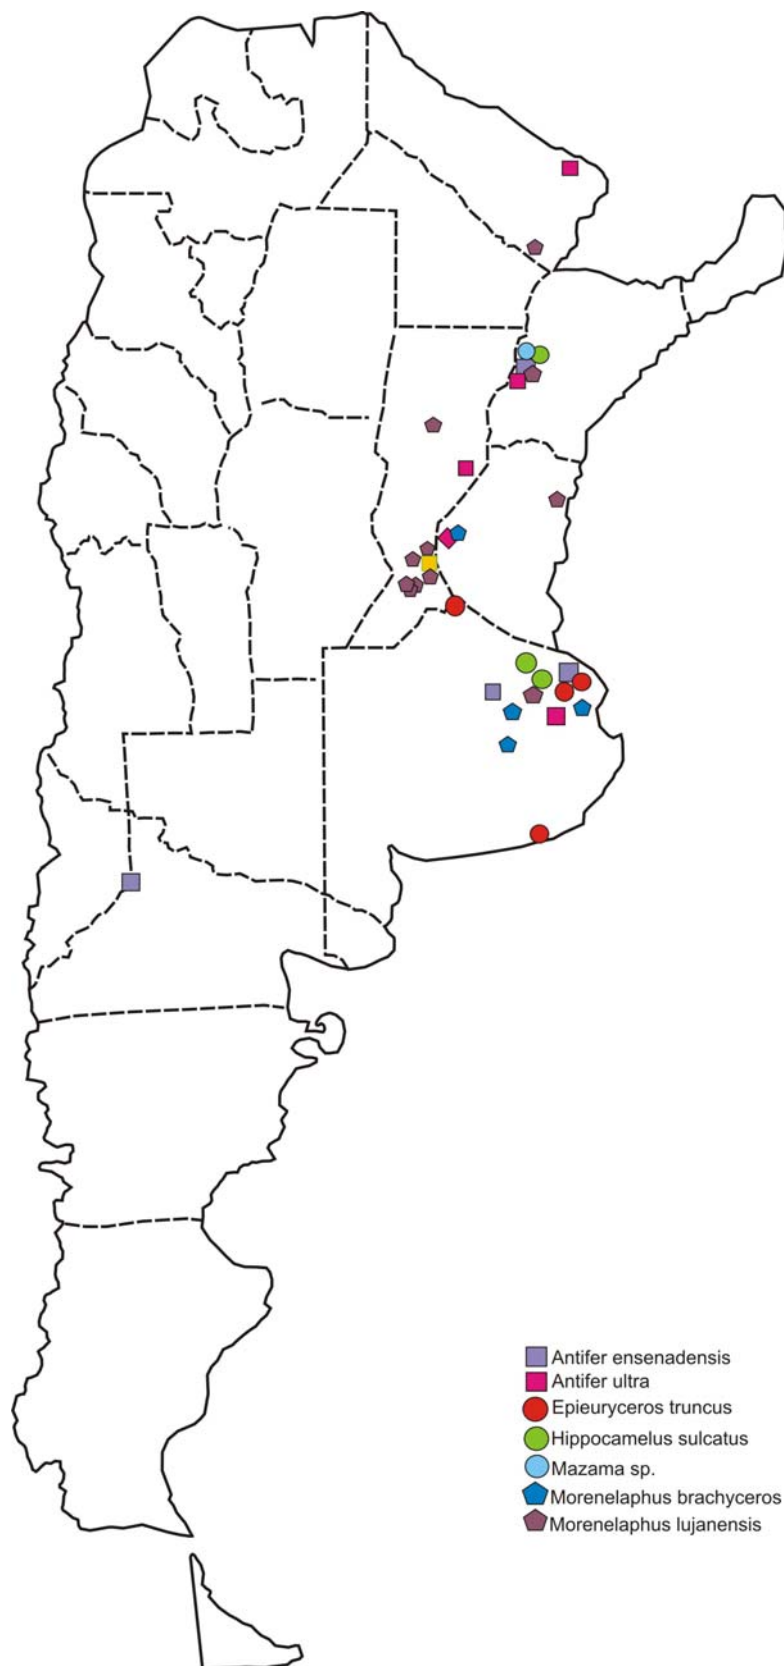 Antifer ensenadensis
Antifer ultra
Epieuryceros truncus
Hippocamelus sulcatus
Mazama sp.
Morenelaphus brachyceros
Morenelaphus lujanensis